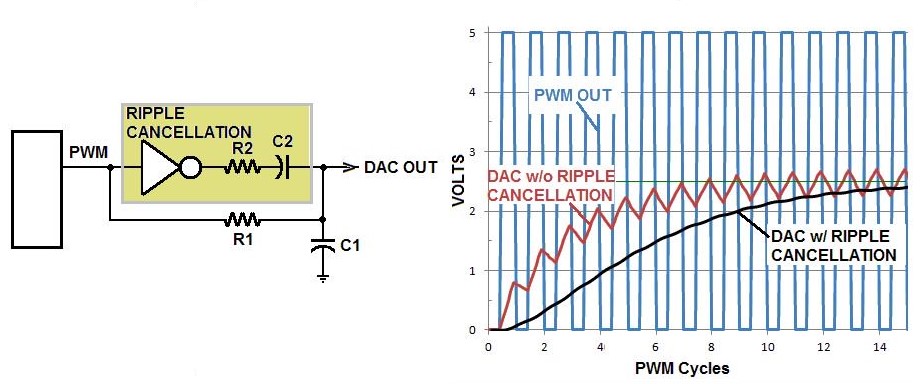 RIPPLE
CANCELLATION
R2
C2
PWM
DAC OUT
R1
C1
5
4
3
2
1
0
VOLTS
PWM OUT
DAC w/o RIPPLE
CANCELLATION
DAC w/ RIPPLE
CANCELLATION
0 2 4 6 8 10 12 14
PWM Cycles